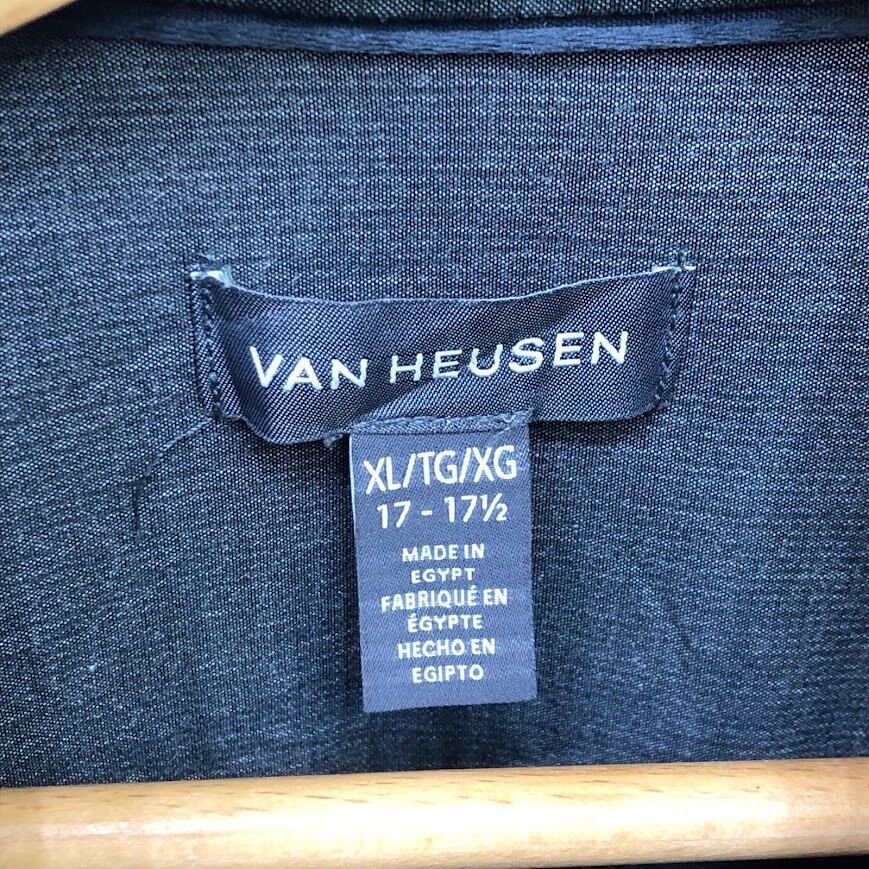 VAN HEUSEN
XL/TG/XG
17 - 17½
MADE IN
EGYPT
FABRIQUÉ EN
ÉGYPTE
HECHO EN
EGIPTO